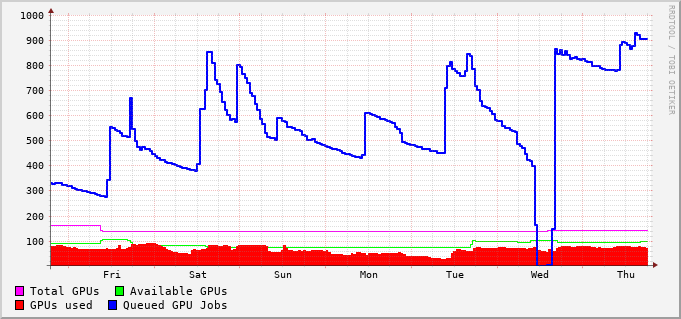 1000
900
800
700
600
500
400
300
200
100
Fri Sat Sun Mon Tue Wed Thu
Total GPUs Available GPUs
GPUs used Queued GPU Jobs
RRDTOOL / TOBI OETIKER